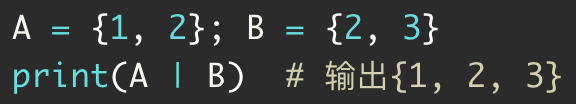 A = {1, 2}; B = {2, 3}
print(A | B)  # 输出{1, 2, 3}